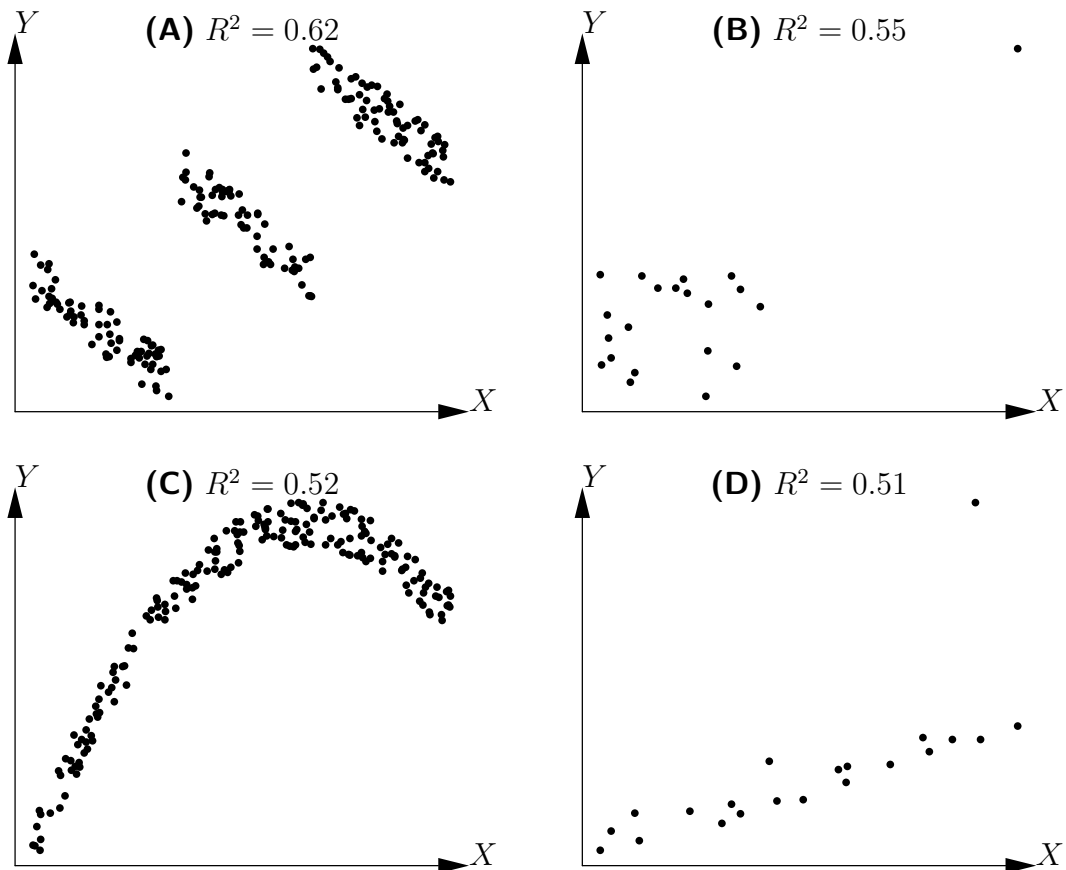 Y
(A) R² = 0.62
X
Y
(B) R² = 0.55
X
Y
(C) R² = 0.52
X
Y
(D) R² = 0.51
X